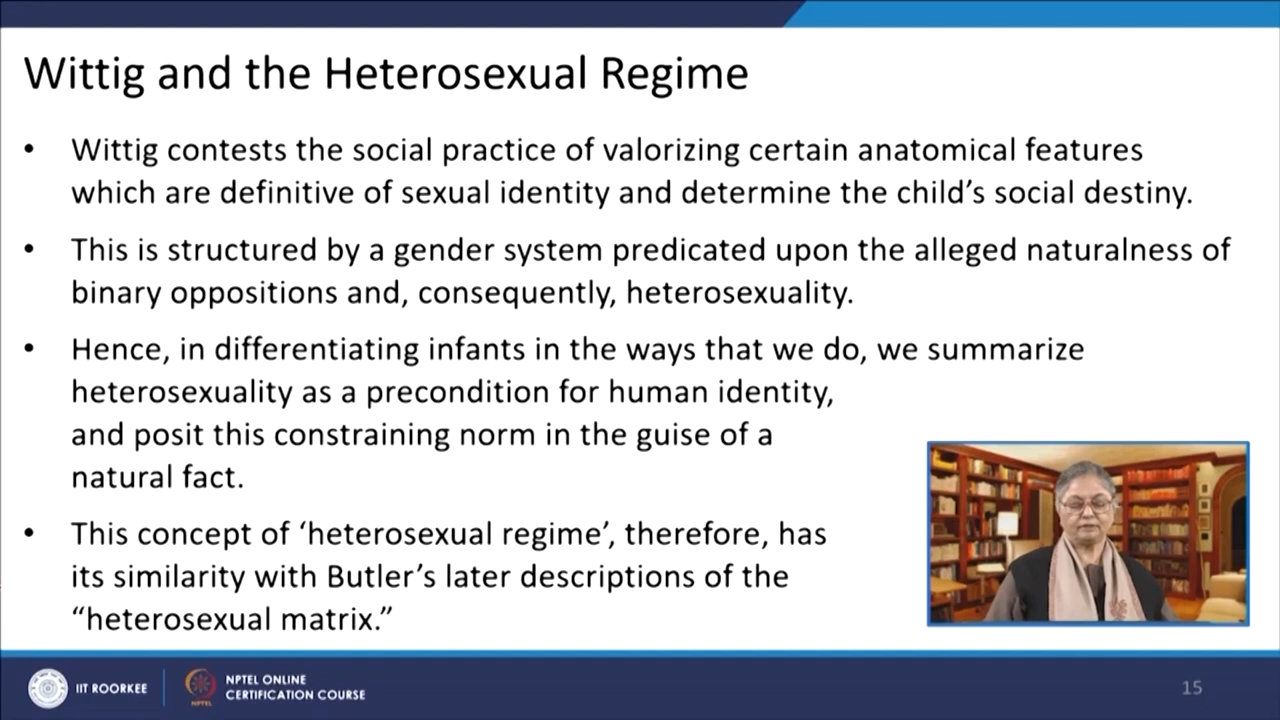 Wittig and the Heterosexual Regime
• Wittig contests the social practice of valorizing certain anatomical features
which are definitive of sexual identity and determine the child's social destiny.
• This is structured by a gender system predicated upon the alleged naturalness of
binary oppositions and, consequently, heterosexuality.
• Hence, in differentiating infants in the ways that we do, we summarize
heterosexuality as a precondition for human identity,
and posit this constraining norm in the guise of a
natural fact.
• This concept of ‘heterosexual regime’, therefore, has
its similarity with Butler's later descriptions of the
“heterosexual matrix.”
IIT ROORKEE
NPTEL
NPTEL ONLINE
CERTIFICATION COURSE
15